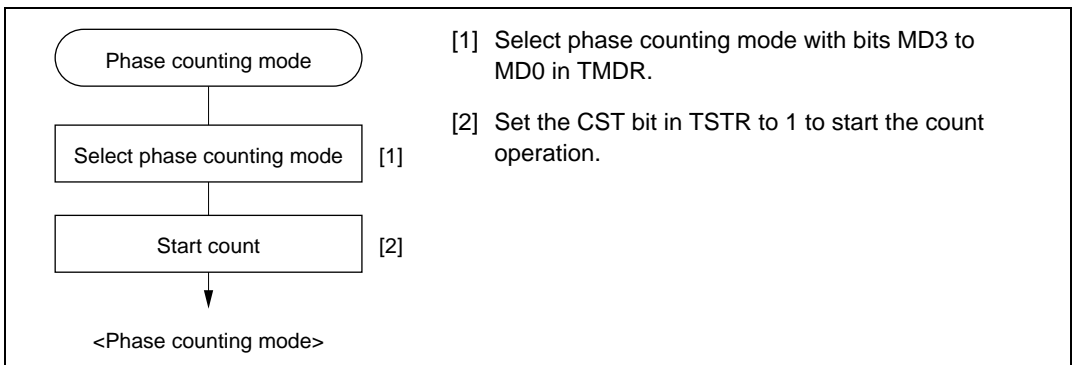 Phase counting mode
Select phase counting mode [1]
Start count [2]
<Phase counting mode>
[1] Select phase counting mode with bits MD3 to
MD0 in TMDR.
[2] Set the CST bit in TSTR to 1 to start the count
operation.